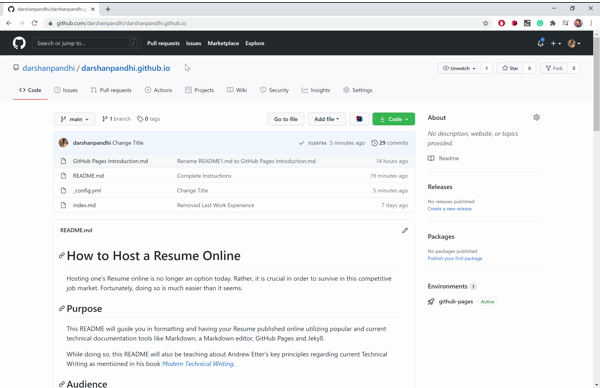 darshanpandhi/darshanpandhi.gi
github.com/darshanpandhi/darshanpandhi.github.io
Search or jump to...
Pull requests Issues Marketplace Explore
darshanpandhi / darshanpandhi.github.io
Unwatch 1 Star 0 Fork 0
Code Issues Pull requests Actions Projects Wiki Security Insights Settings
main 1 branch 0 tags Go to file Add file Code
darshanpandhi Change Title 5 minutes ago 29 commits
GitHub Pages Introduction.md Rename README1.md to GitHub Pages Introduction.md 14 hours ago
README.md Complete Instructions 19 minutes ago
_config.yml Change Title 5 minutes ago
index.md Removed Last Work Experience 7 days ago
README.md
How to Host a Resume Online
Hosting one's Resume online is no longer an option today. Rather, it is crucial in order to survive in this competitive
job market. Fortunately, doing so is much easier than it seems.
Purpose
This README will guide you in formatting and having your Resume published online utilizing popular and current
technical documentation tools like Markdown, a Markdown editor, GitHub Pages and Jekyll.
While doing so, this README will also be teaching about Andrew Etter's key principles regarding current Technical
Writing as mentioned in his book Modern Technical Writing.
Audience
About
No description, website, or topics
provided.
Readme
Releases
No releases published
Create a new release
Packages
No packages published
Publish your first package
Environments 1
github-pages Active